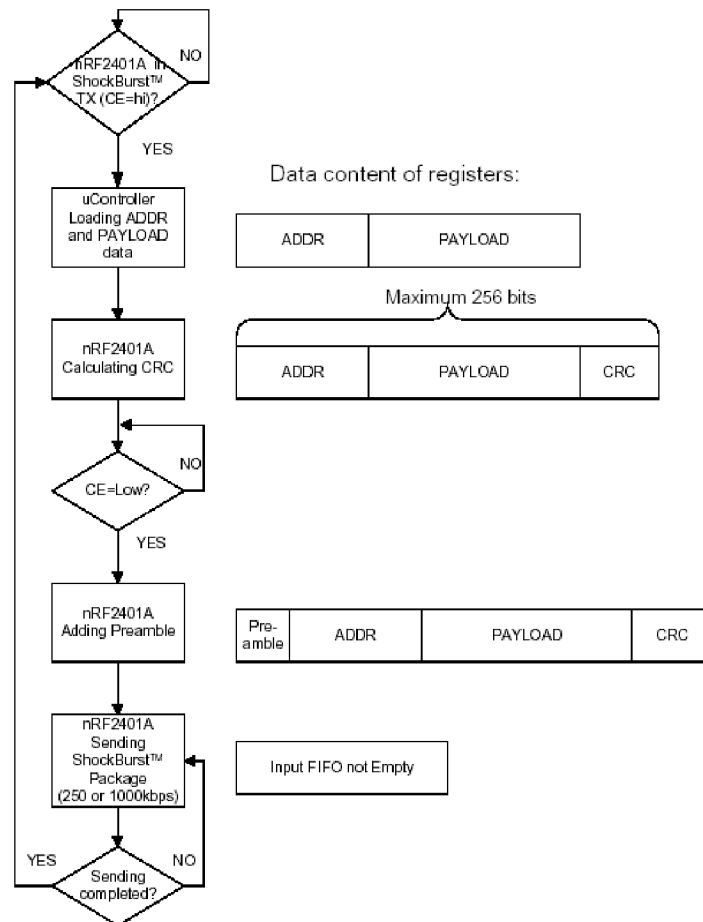 NO
nRF2401A in
ShockBurst™
TX (CE=hi)?
YES
Data content of registers:
uController
Loading ADDR
and PAYLOAD
data
ADDR
PAYLOAD
Maximum 256 bits
nRF2401A
Calculating CRC
ADDR
PAYLOAD
CRC
NO
CE=Low?
YES
nRF2401A
Adding Preamble
Pre-
amble
ADDR
PAYLOAD
CRC
nRF2401A
Sending
ShockBurst™
Package
(250 or 1000kbps)
Input FIFO not Empty
YES
NO
Sending
completed?